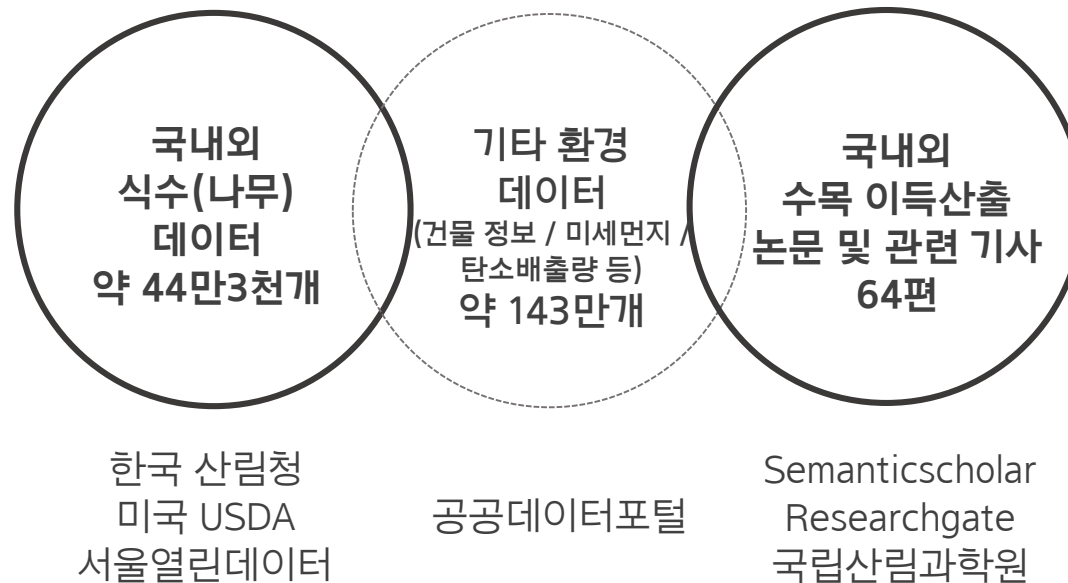 국내외
식수(나무)
데이터
약 44만3천개
기타 환경
데이터
(건물 정보 / 미세먼지 /
탄소배출량 등)
약 143만개
국내외
수목 이득산출
논문 및 관련 기사
64편
한국 산림청
미국 USDA
서울열린데이터
공공데이터포털
Semanticscholar
Researchgate
국립산림과학원